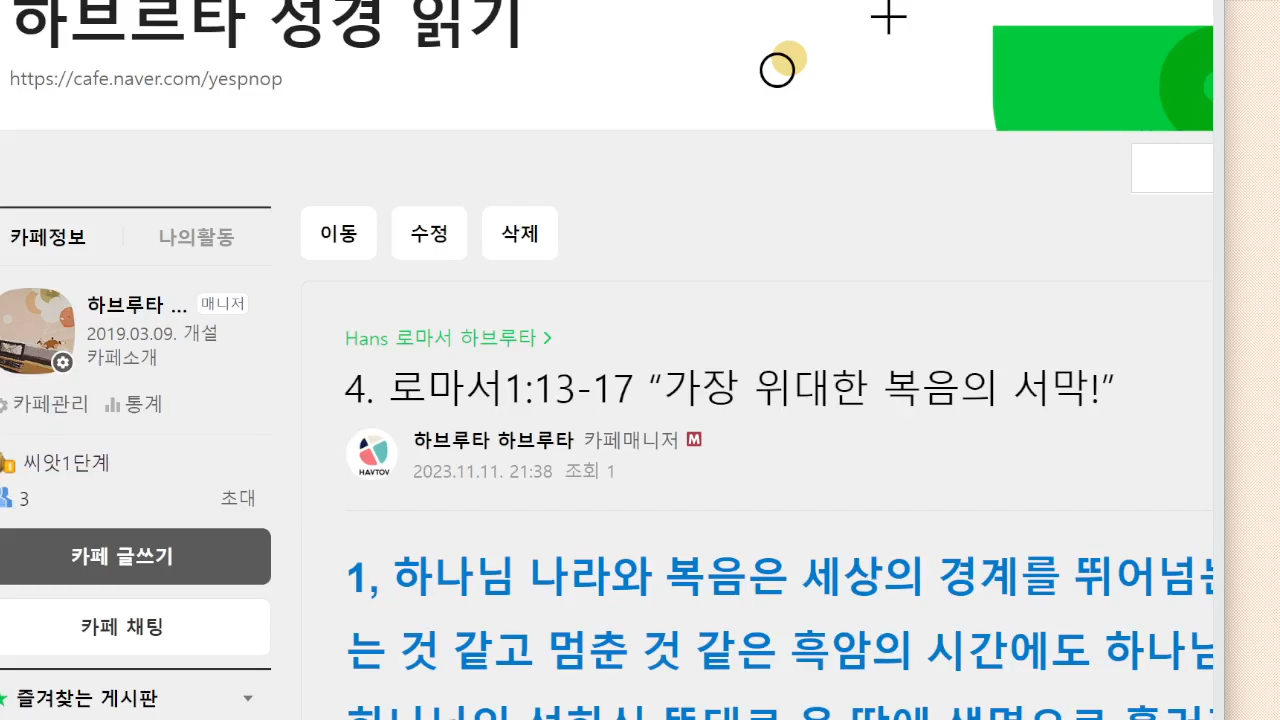 하브르타 성경 읽기
https://cafe.naver.com/yespnop
카페정보 나의활동
이동 수정 삭제
하브루타 ... 매니저
2019.03.09. 개설
카페소개
카페관리 통계
씨앗1단계
3 초대
카페 글쓰기
카페 채팅
즐겨찾는 게시판
Hans 로마서 하브루타 >
4. 로마서1:13-17 “가장 위대한 복음의 서막!”
하브루타 하브루타 카페매니저 M
HAVTOV
2023.11.11. 21:38 조회 1
1, 하나님 나라와 복음은 세상의 경계를 뛰어넘는
는 것 같고 멈춘 것 같은 흑암의 시간에도 하나님